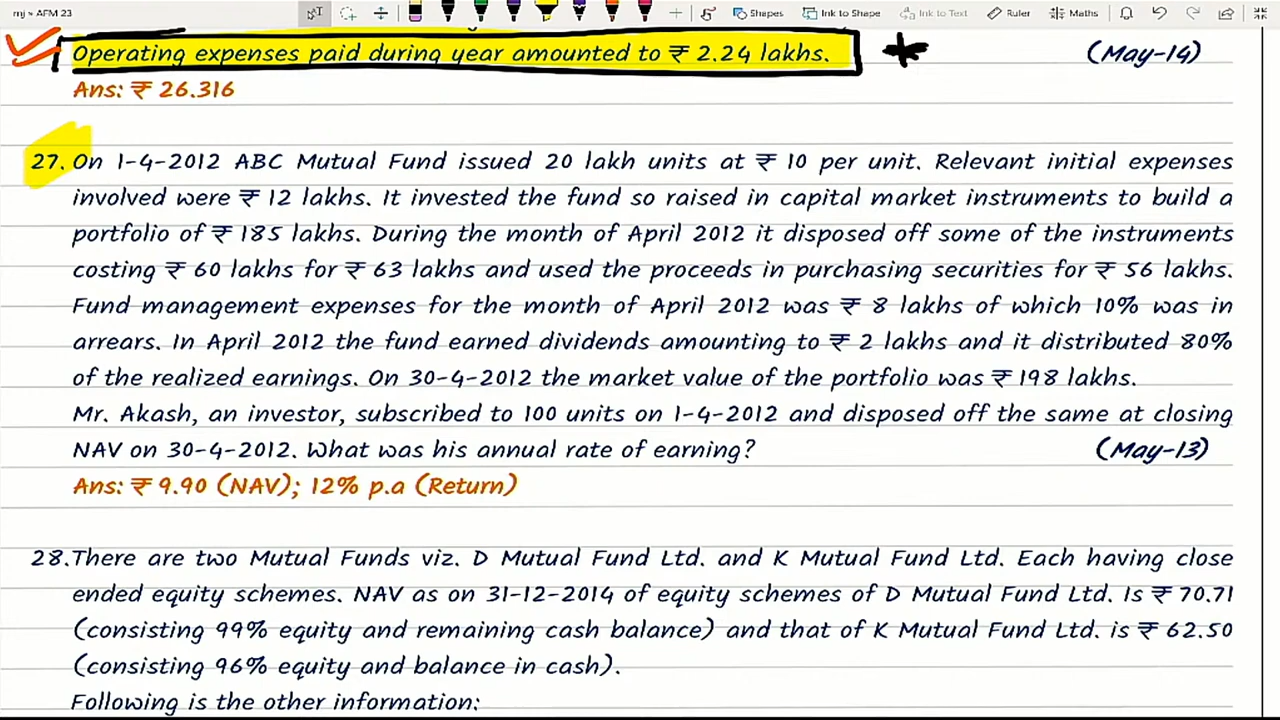 mj » AFM 23
Shapes Ink to Shape Ink to Text Ruler Maths
Operating expenses paid during year amounted to ₹ 2.24 lakhs. (May-14)
Ans: ₹ 26.316
27. On 1-4-2012 ABC Mutual Fund issued 20 lakh units at ₹ 10 per unit. Relevant initial expenses
involved were ₹ 12 lakhs. It invested the fund so raised in capital market instruments to build a
portfolio of ₹ 185 lakhs. During the month of April 2012 it disposed off some of the instruments
costing ₹ 60 lakhs for ₹ 63 lakhs and used the proceeds in purchasing securities for ₹ 56 lakhs.
Fund management expenses for the month of April 2012 was ₹ 8 lakhs of which 10% was in
arrears. In April 2012 the fund earned dividends amounting to ₹ 2 lakhs and it distributed 80%
of the realized earnings. On 30-4-2012 the market value of the portfolio was ₹ 198 lakhs.
Mr. Akash, an investor, subscribed to 100 units on 1-4-2012 and disposed off the same at closing
NAV on 30-4-2012. What was his annual rate of earning? (May-13)
Ans: ₹ 9.90 (NAV); 12% p.a (Return)
28.There are two Mutual Funds viz. D Mutual Fund Ltd. and K Mutual Fund Ltd. Each having close
ended equity schemes. NAV as on 31-12-2014 of equity schemes of D Mutual Fund Ltd. Is ₹ 70.71
(consisting 99% equity and remaining cash balance) and that of K Mutual Fund Ltd. is ₹ 62.50
(consisting 96% equity and balance in cash).
Following is the other information: